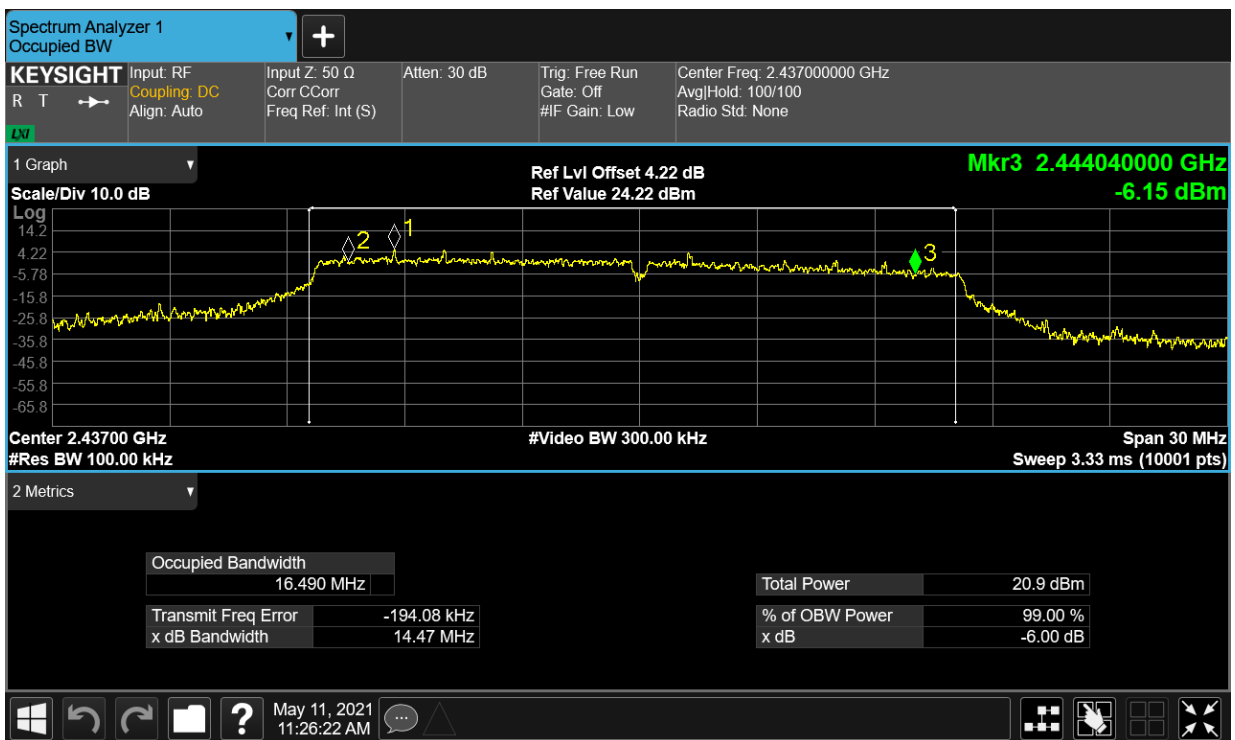 Spectrum Analyzer 1
Occupied BW
▼
+
KEYSIGHT
R T
LXI
Input: RF
Coupling: DC
Align: Auto
Input Z: 50 Ω
Corr CCorr
Freq Ref: Int (S)
Atten: 30 dB
Trig: Free Run
Gate: Off
#IF Gain: Low
Center Freq: 2.437000000 GHz
Avg|Hold: 100/100
Radio Std: None
1 Graph ▼
Scale/Div 10.0 dB
Ref Lvl Offset 4.22 dB
Ref Value 24.22 dBm
Mkr3 2.444040000 GHz
-6.15 dBm
Log
14.2
4.22
-5.78
-15.8
-25.8
-35.8
-45.8
-55.8
-65.8
2
1
3
Center 2.43700 GHz
#Video BW 300.00 kHz
Span 30 MHz
#Res BW 100.00 kHz
Sweep 3.33 ms (10001 pts)
2 Metrics ▼
Occupied Bandwidth
16.490 MHz
Transmit Freq Error -194.08 kHz
x dB Bandwidth 14.47 MHz
Total Power 20.9 dBm
% of OBW Power 99.00 %
x dB -6.00 dB
?
May 11, 2021
11:26:22 AM